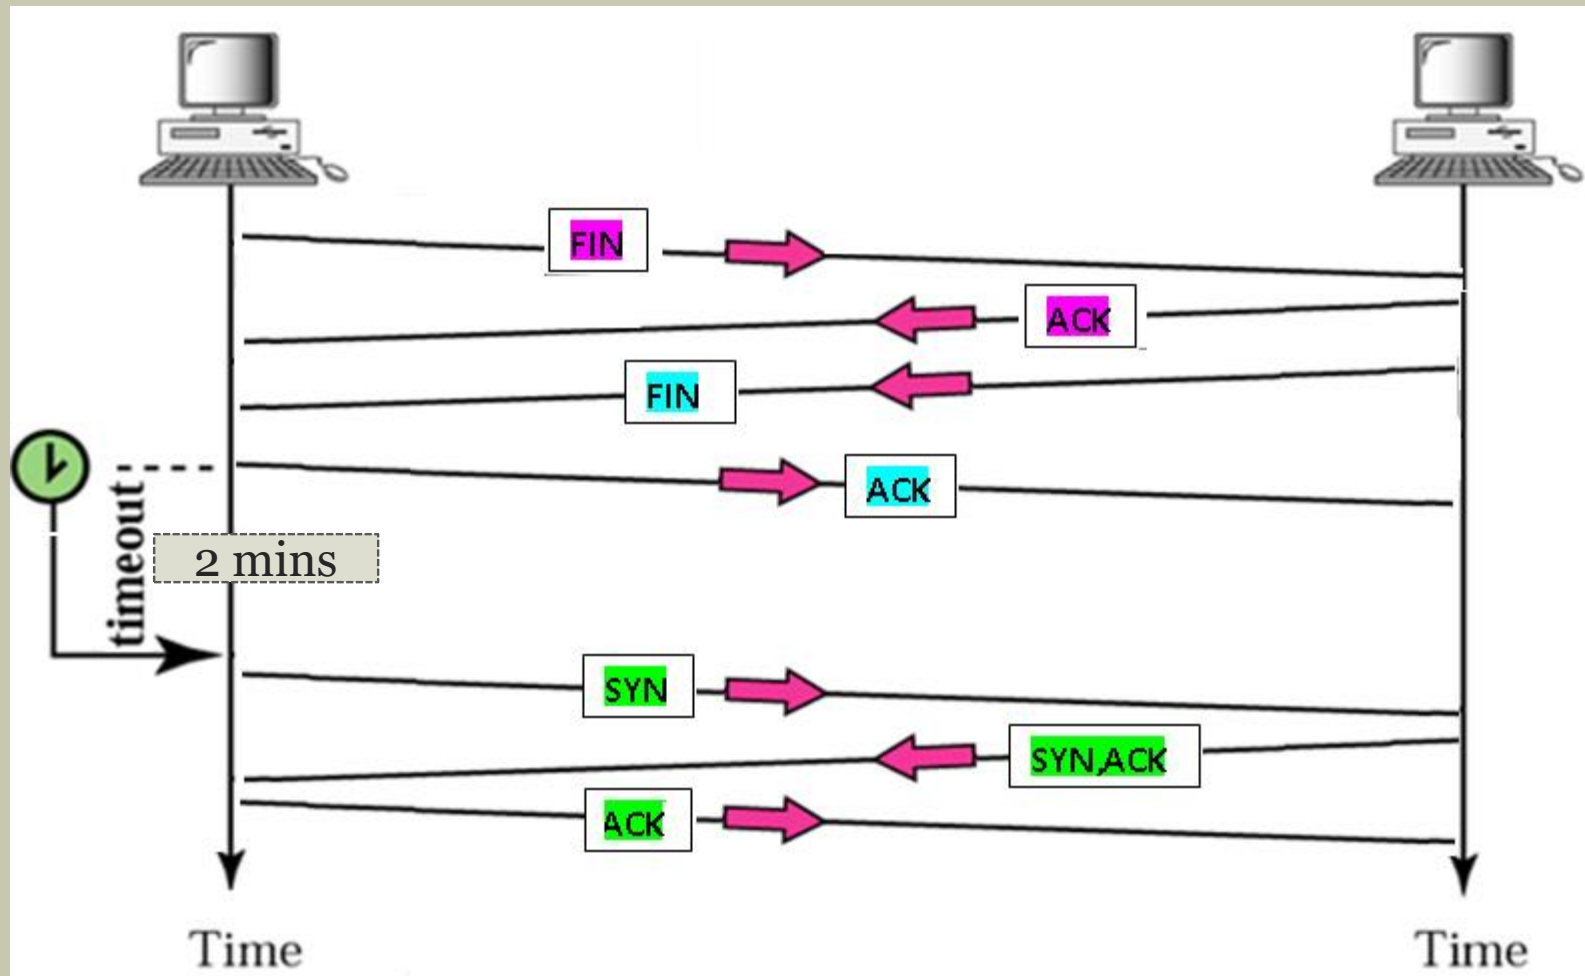 FIN
ACK
FIN
ACK
timeout
2 mins
SYN
SYN,ACK
ACK
Time
Time